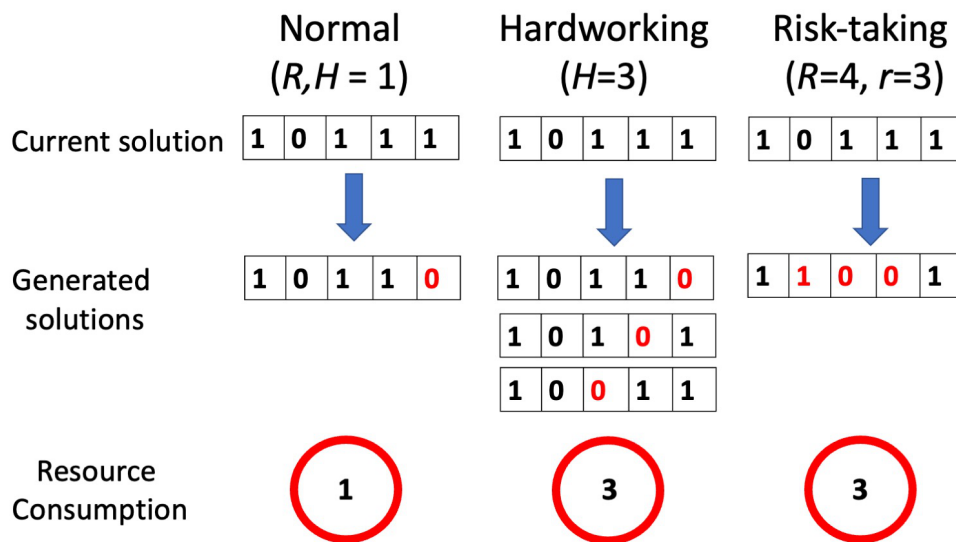 Normal Hardworking Risk-taking
(R,H = 1) (H=3) (R=4, r=3)
Current solution 1 0 1 1 1 1 0 1 1 1 1 0 1 1 1
Generated 1 0 1 1 0 1 0 1 1 0 1 1 0 0 1
solutions 1 0 1 0 1
1 0 0 1 1
Resource
Consumption 1 3 3